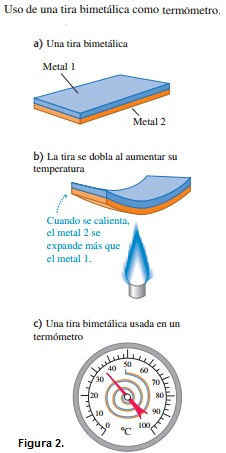 Uso de una tira bimetálica como termómetro.
a) Una tira bimetálica
Metal 1
Metal 2
b) La tira se dobla al aumentar su
temperatura
Cuando se calienta,
el metal 2 se
expande más que
el metal 1.
c) Una tira bimetálica usada en un
termómetro
0
10
20
30
40
50
60
70
80
90
100
°C
Figura 2.